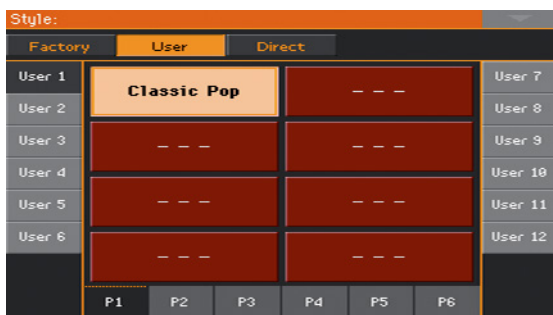 Style:
Factory User Direct
User 1
User 2
User 3
User 4
User 5
User 6
Classic Pop
- - -
- - -
- - -
- - -
- - -
- - -
- - -
User 7
User 8
User 9
User 10
User 11
User 12
P1 P2 P3 P4 P5 P6